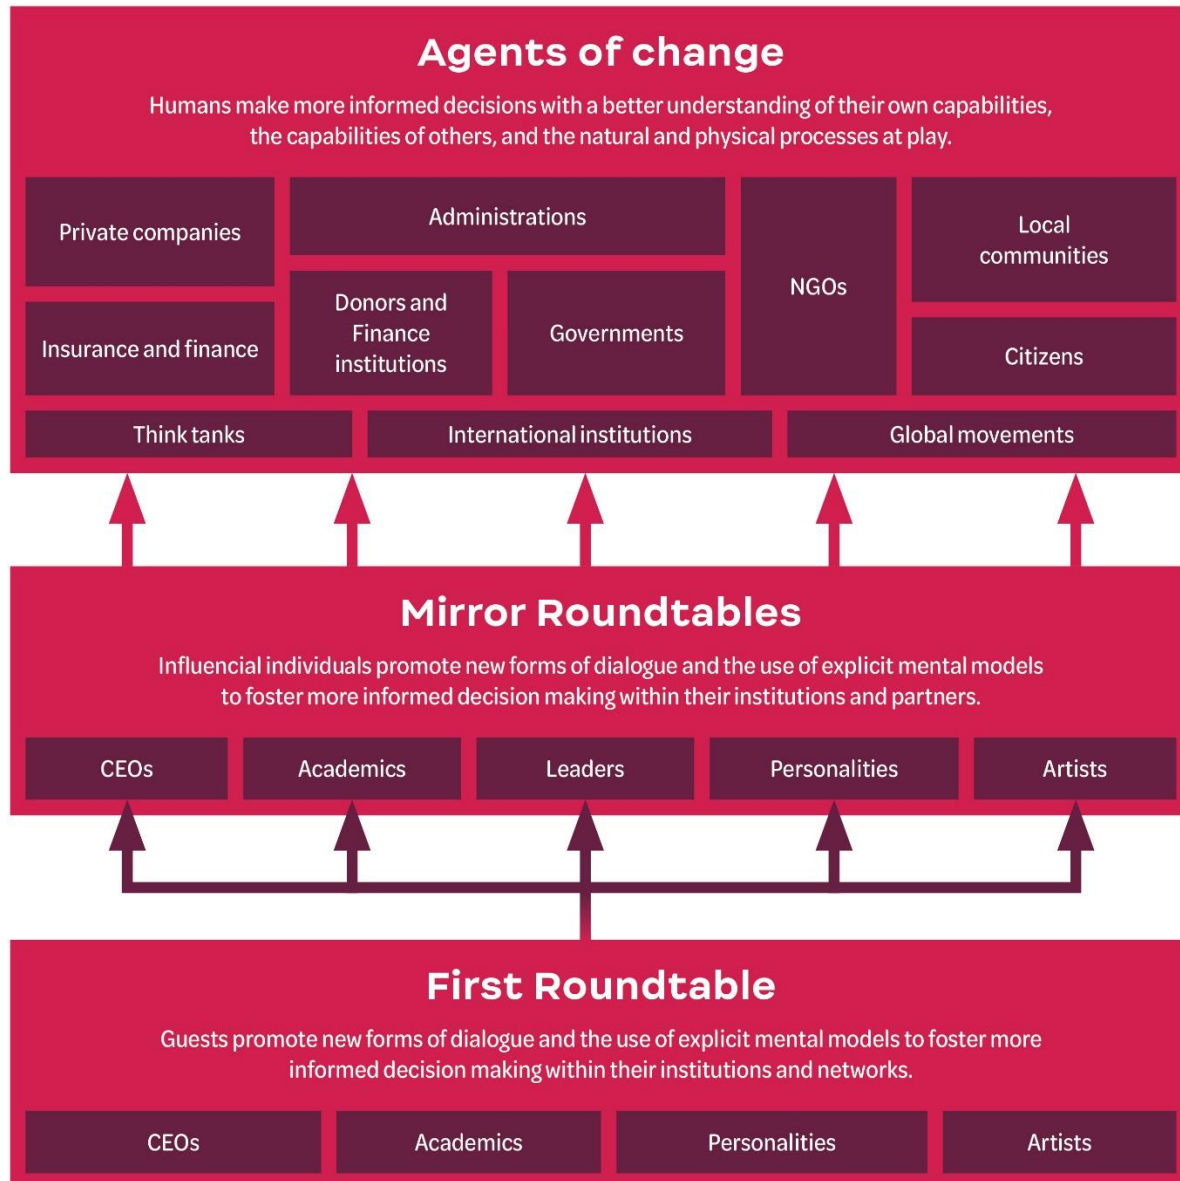 Agents of change
Humans make more informed decisions with a better understanding of their own capabilities,
the capabilities of others, and the natural and physical processes at play.
Private companies
Administrations
NGOs
Local
communities
Insurance and finance
Donors and
Finance
institutions
Governments
Citizens
Think tanks
International institutions
Global movements
Mirror Roundtables
Influencial individuals promote new forms of dialogue and the use of explicit mental models
to foster more informed decision making within their institutions and partners.
CEOs
Academics
Leaders
Personalities
Artists
First Roundtable
Guests promote new forms of dialogue and the use of explicit mental models to foster more
informed decision making within their institutions and networks.
CEOs
Academics
Personalities
Artists